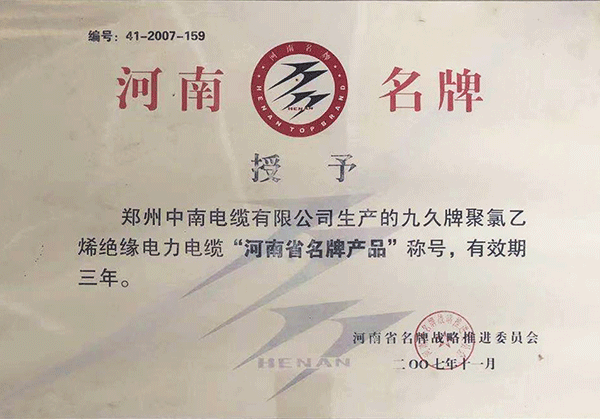 编号：41-2007-159
河南 名牌
河南名牌
HENAN TOP BRAND
HENAN
授 予
郑州中南电缆有限公司生产的九久牌聚氯乙
烯绝缘电力电缆“河南省名牌产品”称号，有效期
三年。
HENAN
河南省名牌战略推进委员会
二〇〇七年十一月